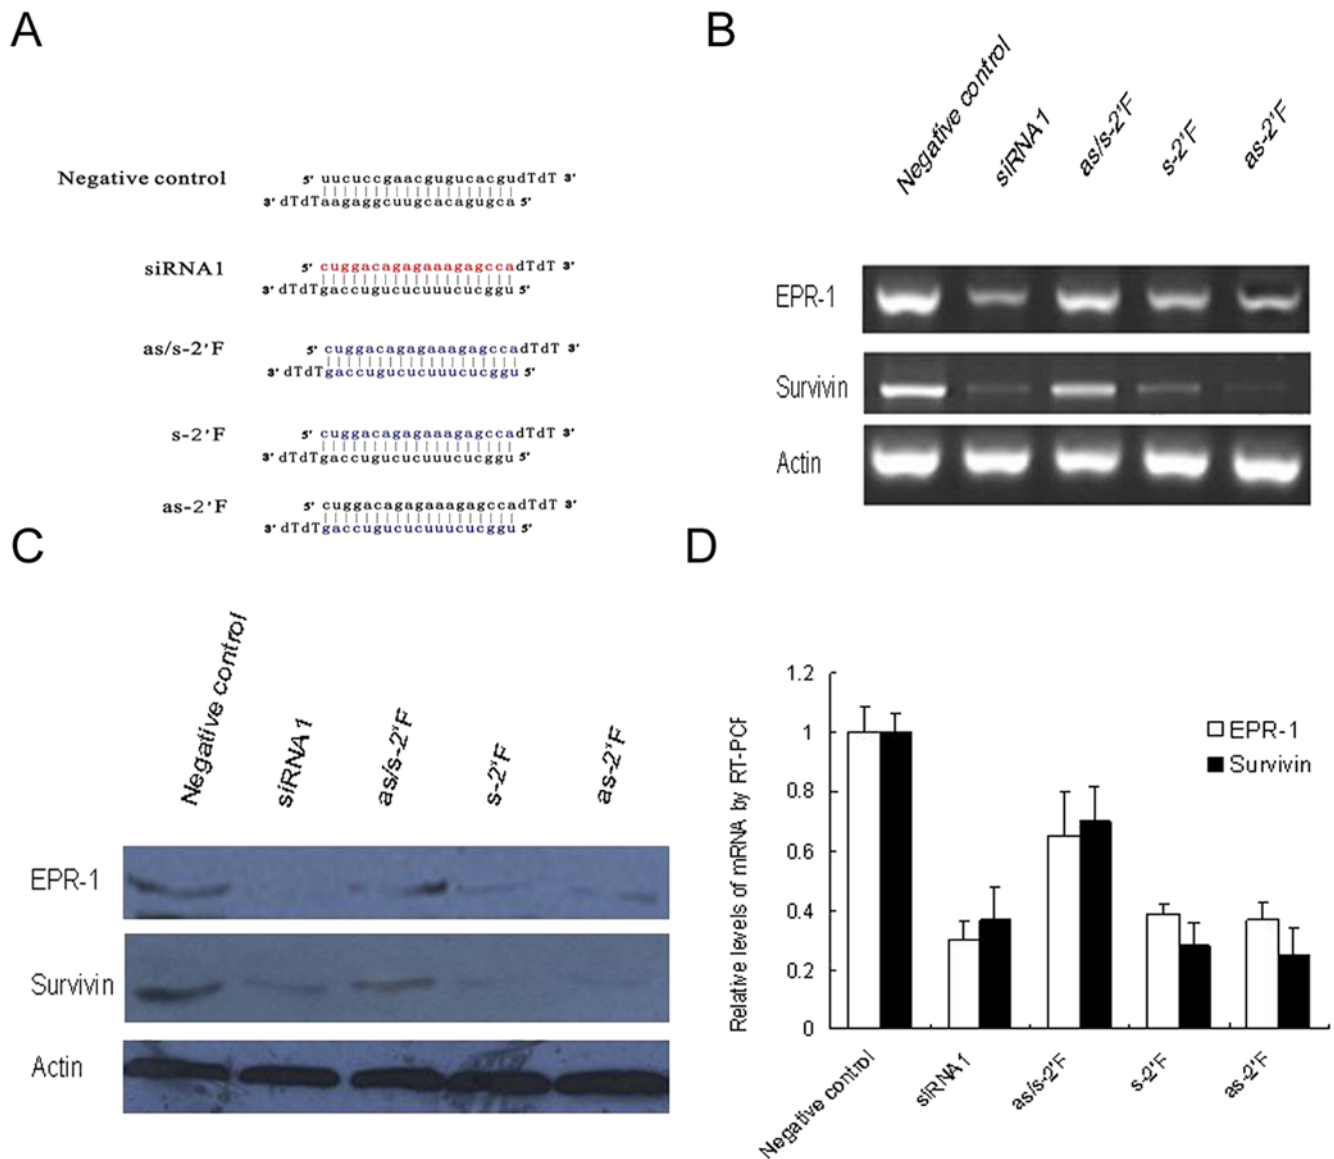 A
Negative control
5' uucuccgaacgugucacgudTdT 3'
3' dTdTaagaggcuugcacagugca 5'
siRNA1
5' cuggacagagaaagagccadTdT 3'
3' dTdTgaccugucucuuucucggu 5'
as/s-2'F
5' cuggacagagaaagagccadTdT 3'
3' dTdTgaccugucucuuucucggu 5'
s-2'F
5' cuggacagagaaagagccadTdT 3'
3' dTdTgaccugucucuuucucggu 5'
as-2'F
5' cuggacagagaaagagccadTdT 3'
3' dTdTgaccugucucuuucucggu 5'
B
Negative control
siRNA1
as/s-2'F
s-2'F
as-2'F
EPR-1
Survivin
Actin
C
Negative control
siRNA1
as/s-2'F
s-2'F
as-2'F
EPR-1
Survivin
Actin
D
Relative levels of mRNA by RT-PCF
1.2
1
0.8
0.6
0.4
0.2
0
EPR-1
Survivin
Negative control
siRNA1
as/s-2'F
s-2'F
as-2'F